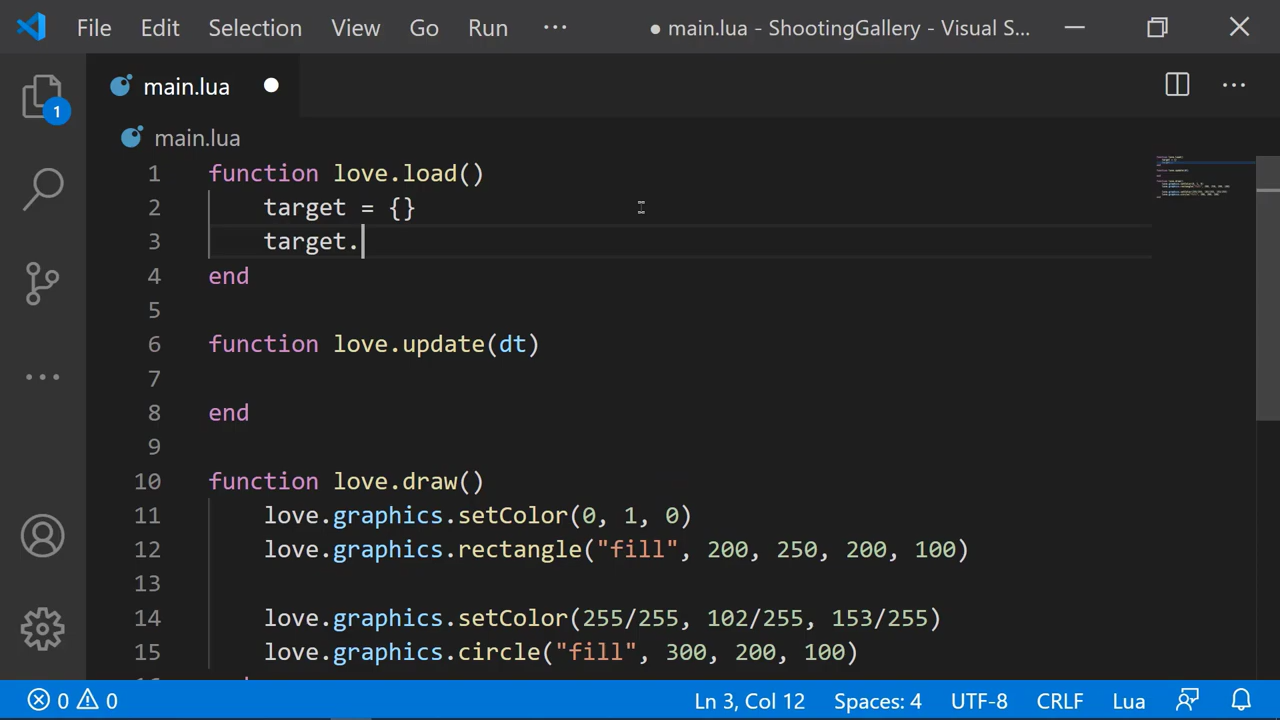 File Edit Selection View Go Run ··· ● main.lua - ShootingGallery - Visual S...
main.lua
1
main.lua
1 function love.load()
2 target = {}
3 target.
4 end
5
6 function love.update(dt)
7
8 end
9
10 function love.draw()
11 love.graphics.setColor(0, 1, 0)
12 love.graphics.rectangle("fill", 200, 250, 200, 100)
13
14 love.graphics.setColor(255/255, 102/255, 153/255)
15 love.graphics.circle("fill", 300, 200, 100)
0 0 Ln 3, Col 12 Spaces: 4 UTF-8 CRLF Lua